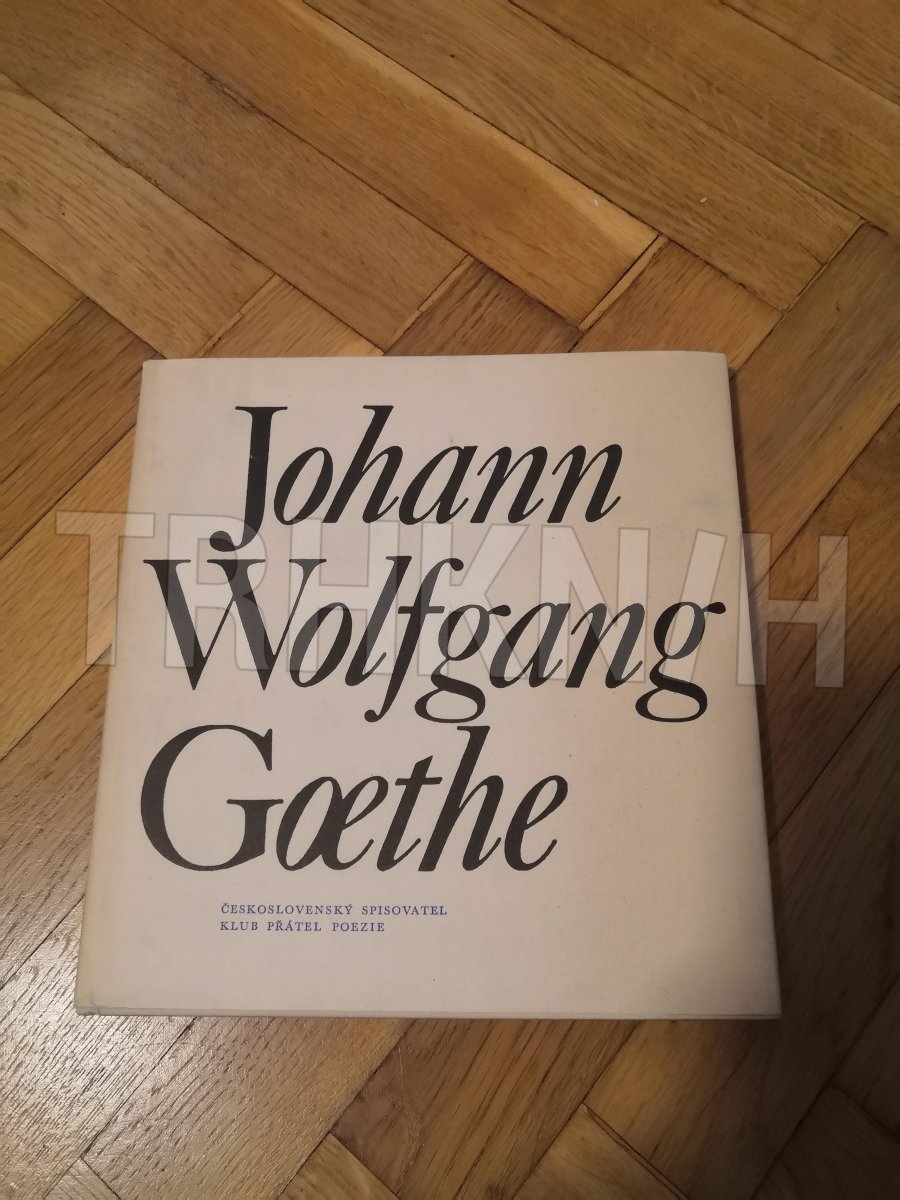 Johann
Wolfgang
Gœthe
ČESKOSLOVENSKÝ SPISOVATEL
KLUB PŘÁTEL POEZIE
TRHKNIH